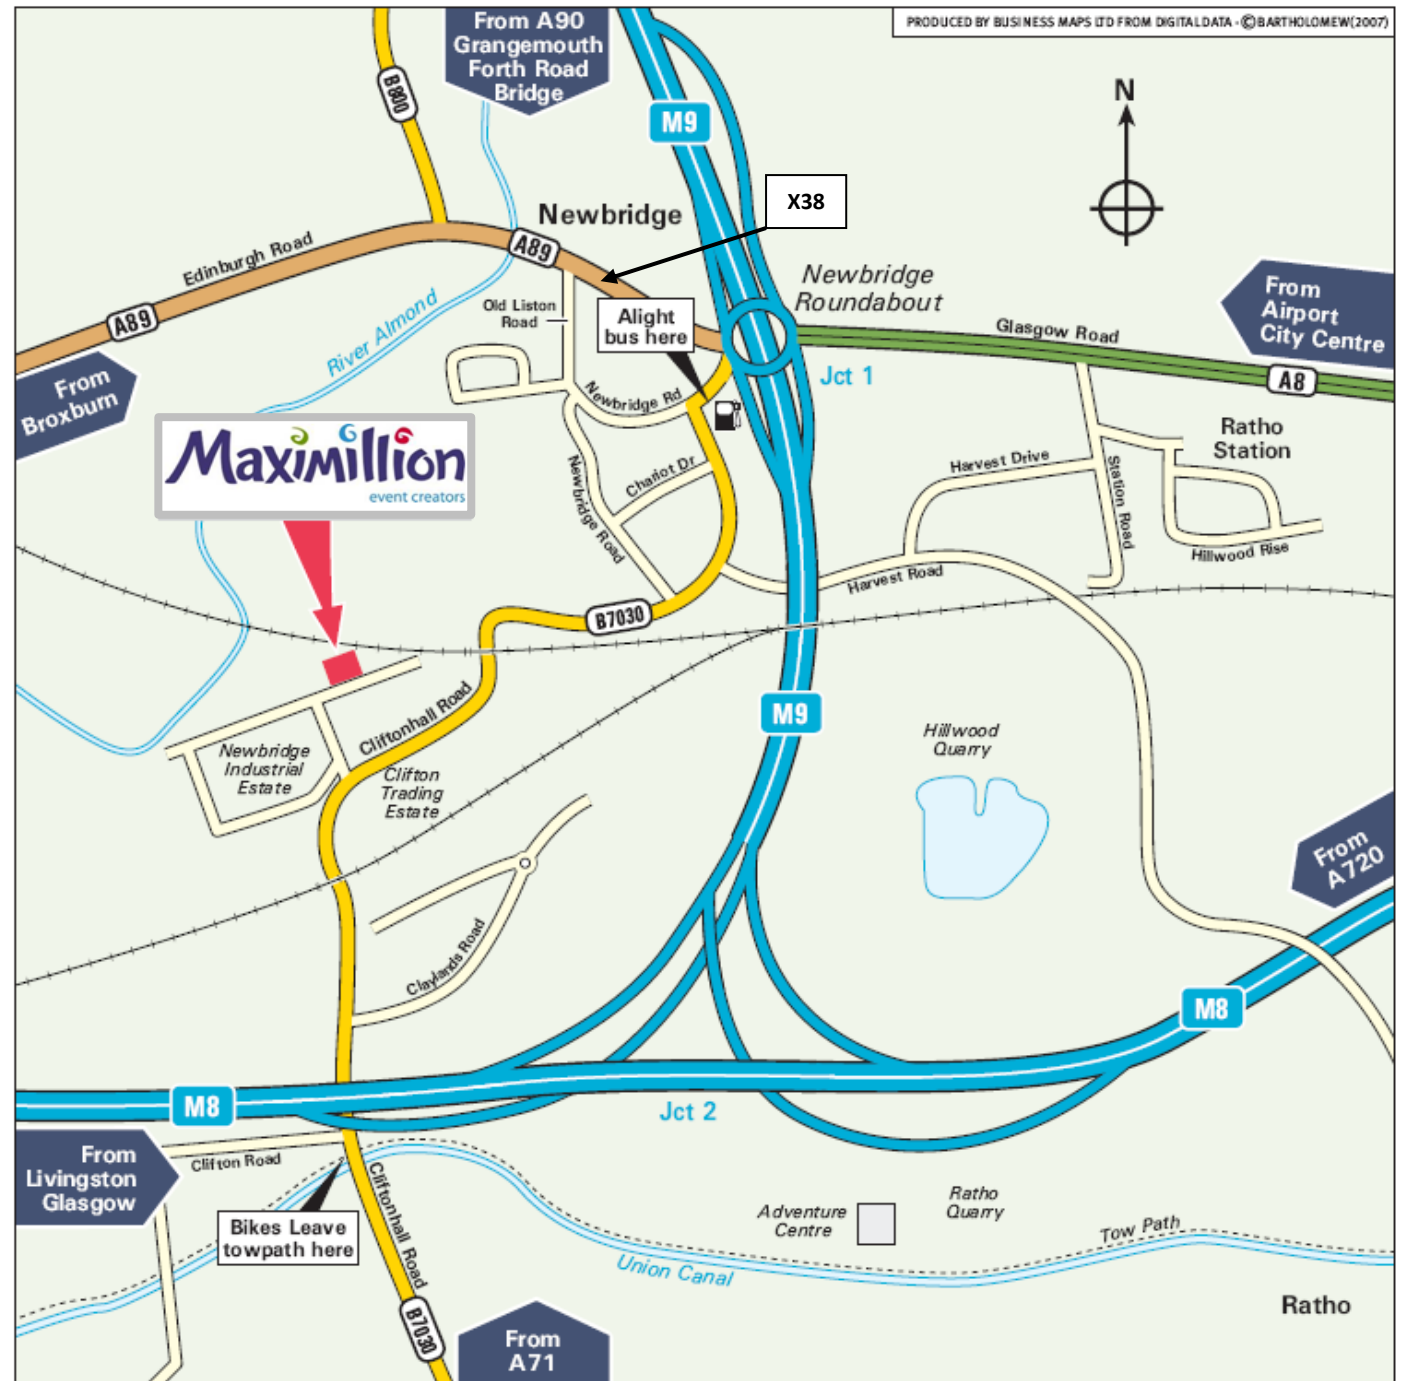 PRODUCED BY BUSINESS MAPS LTD FROM DIGITAL DATA - ©BARTHOLOMEW(2007)
From A90
Grangemouth
Forth Road
Bridge
B800
M9
N
X38
Newbridge
A89
Edinburgh Road
A89
Newbridge
Roundabout
From
Airport
City Centre
Old Liston
Road
Alight
bus here
Glasgow Road
A8
River Almond
From
Broxburn
Jct 1
Newbridge Rd
Ratho
Station
Maximillion
event creators
Chariot Dr
Newbridge Road
Harvest Drive
Station Road
Hillwood Rise
Harvest Road
B7030
Cliftonhall Road
M9
Newbridge
Industrial
Estate
Clifton
Trading
Estate
Hillwood
Quarry
From
A720
Claylands Road
M8
M8
Jct 2
From
Livingston
Glasgow
Clifton Road
Cliftonhall Road
Bikes Leave
towpath here
Adventure
Centre
Ratho
Quarry
Tow Path
Union Canal
Ratho
B7030
From
A71